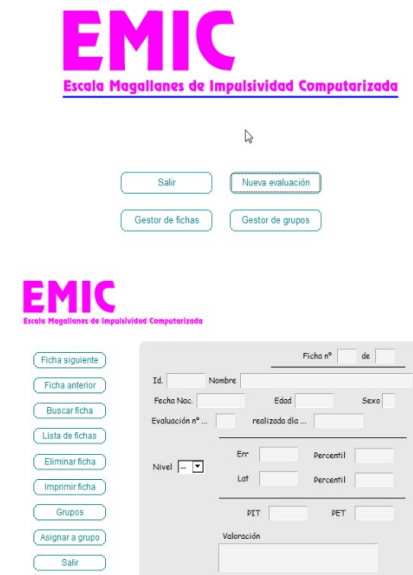 EMIC
Escala Magallanes de Impulsividad Computarizada
Salir Nueva evaluación
Gestor de fichas Gestor de grupos
EMIC
Escala Magallanes de Impulsividad Computarizada
Ficha siguiente
Ficha anterior
Buscar ficha
Lista de fichas
Eliminar ficha
Imprimir ficha
Grupos
Asignar a grupo
Salir
Ficha nº de
Id. Nombre
Fecha Nac. Edad Sexo
Evaluación nº ... realizada día ...
Nivel --
Err Percentil
Lat Percentil
PIT PET
Valoración